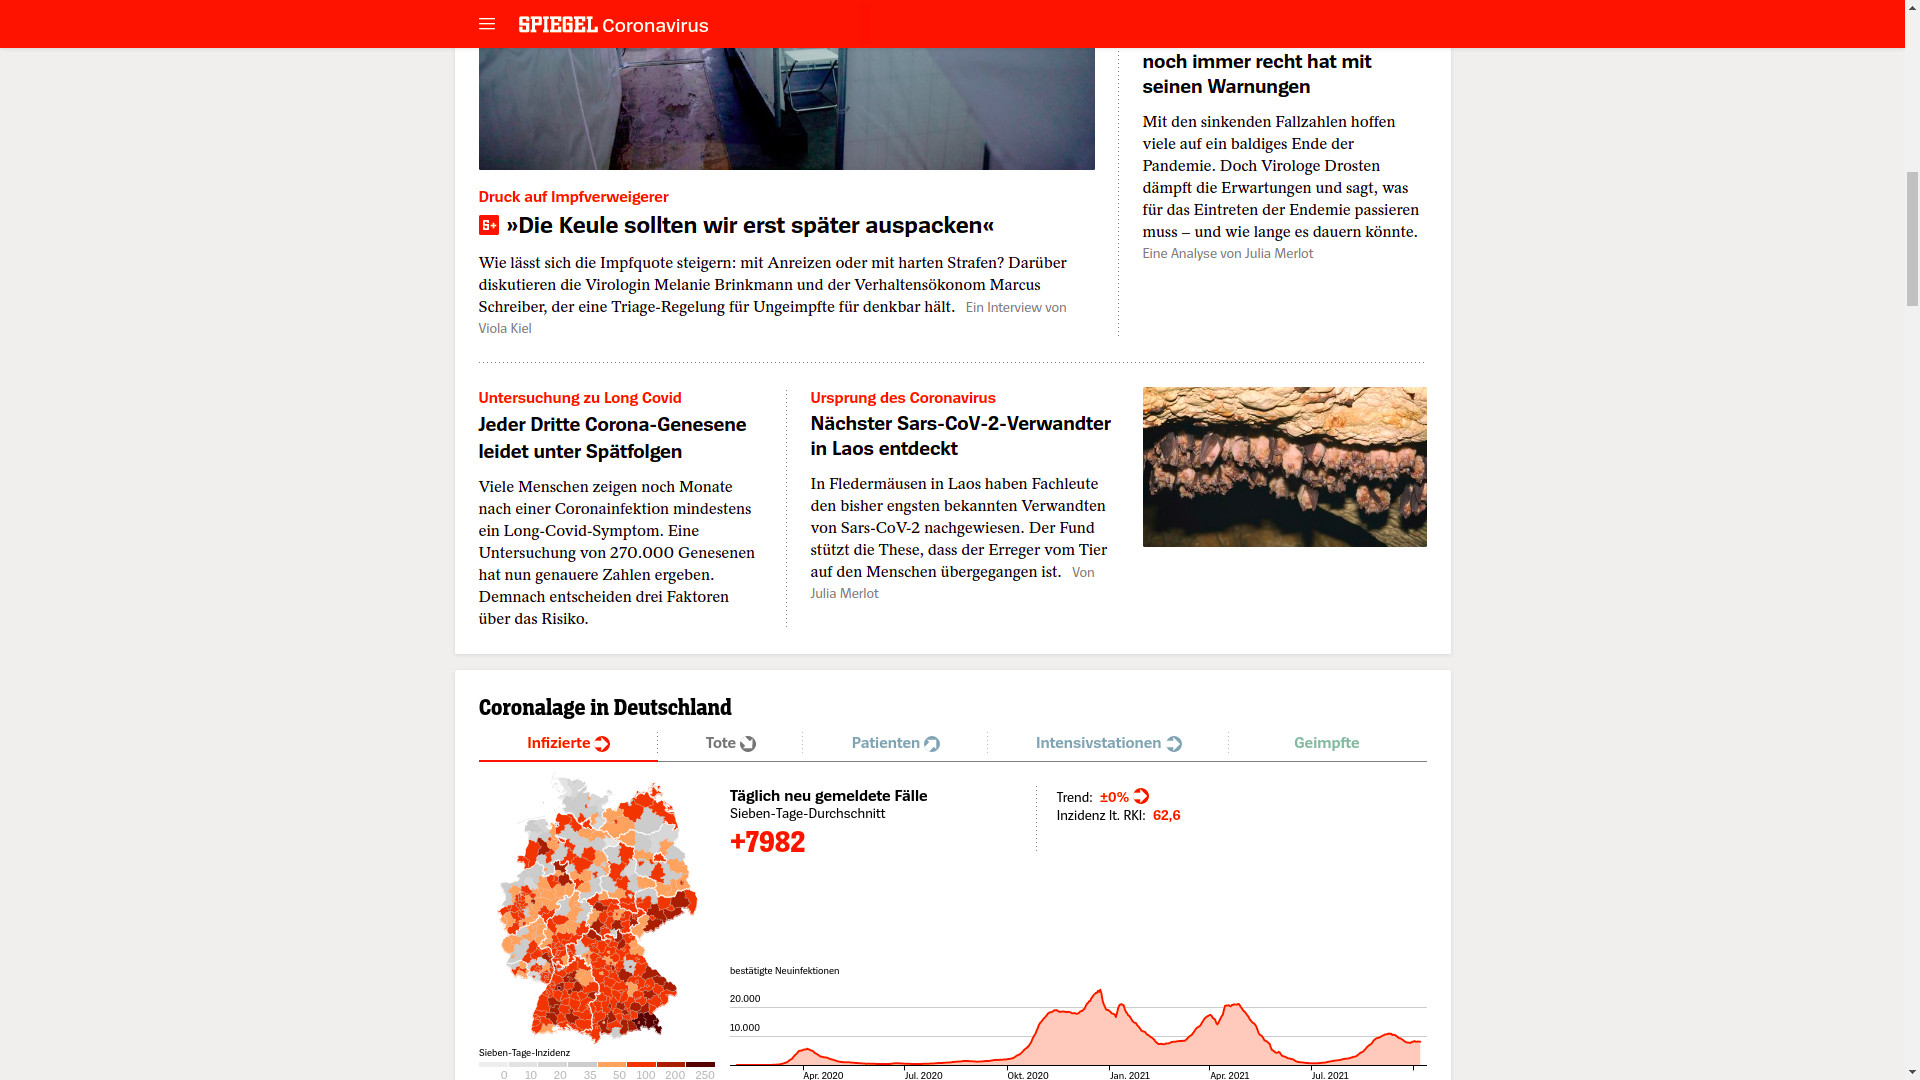 SPIEGEL Coronavirus
noch immer recht hat mit
seinen Warnungen
Mit den sinkenden Fallzahlen hoffen
viele auf ein baldiges Ende der
Pandemie. Doch Virologe Drosten
dämpft die Erwartungen und sagt, was
für das Eintreten der Endemie passieren
muss – und wie lange es dauern könnte.
Eine Analyse von Julia Merlot
Druck auf Impfverweigerer
S+ »Die Keule sollten wir erst später auspacken«
Wie lässt sich die Impfquote steigern: mit Anreizen oder mit harten Strafen? Darüber
diskutieren die Virologin Melanie Brinkmann und der Verhaltensökonom Marcus
Schreiber, der eine Triage-Regelung für Ungeimpfte für denkbar hält. Ein Interview von
Viola Kiel
Untersuchung zu Long Covid
Jeder Dritte Corona-Genesene
leidet unter Spätfolgen
Viele Menschen zeigen noch Monate
nach einer Coronainfektion mindestens
ein Long-Covid-Symptom. Eine
Untersuchung von 270.000 Genesenen
hat nun genauere Zahlen ergeben.
Demnach entscheiden drei Faktoren
über das Risiko.
Ursprung des Coronavirus
Nächster Sars-CoV-2-Verwandter
in Laos entdeckt
In Fledermäusen in Laos haben Fachleute
den bisher engsten bekannten Verwandten
von Sars-CoV-2 nachgewiesen. Der Fund
stützt die These, dass der Erreger vom Tier
auf den Menschen übergegangen ist. Von
Julia Merlot
Coronalage in Deutschland
Infizierte Tote Patienten Intensivstationen Geimpfte
Täglich neu gemeldete Fälle
Sieben-Tage-Durchschnitt
+7982
Trend: ±0%
Inzidenz lt. RKI: 62,6
bestätigte Neuinfektionen
20.000
10.000
Apr. 2020 Jul. 2020 Okt. 2020 Jan. 2021 Apr. 2021 Jul. 2021
Sieben-Tage-Inzidenz
0 10 20 35 50 100 200 250